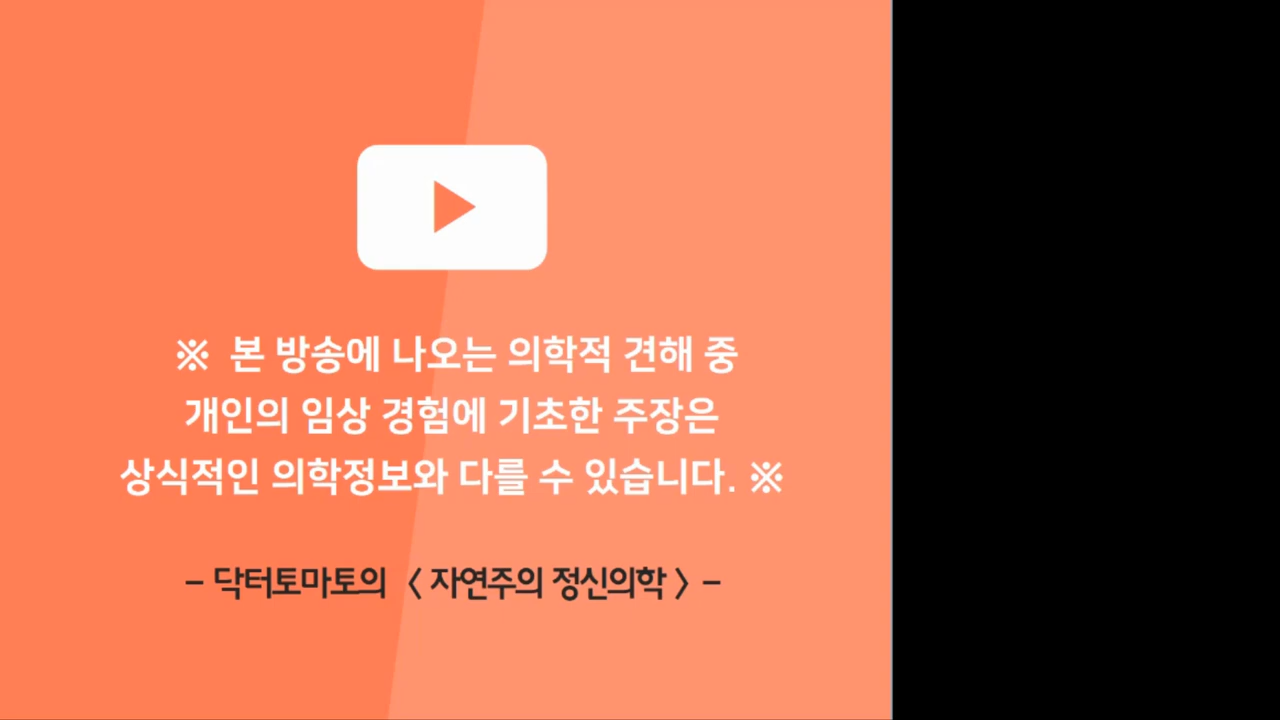 ※ 본 방송에 나오는 의학적 견해 중
개인의 임상 경험에 기초한 주장은
상식적인 의학정보와 다를 수 있습니다. ※
- 닥터토마토의 < 자연주의 정신의학 > -